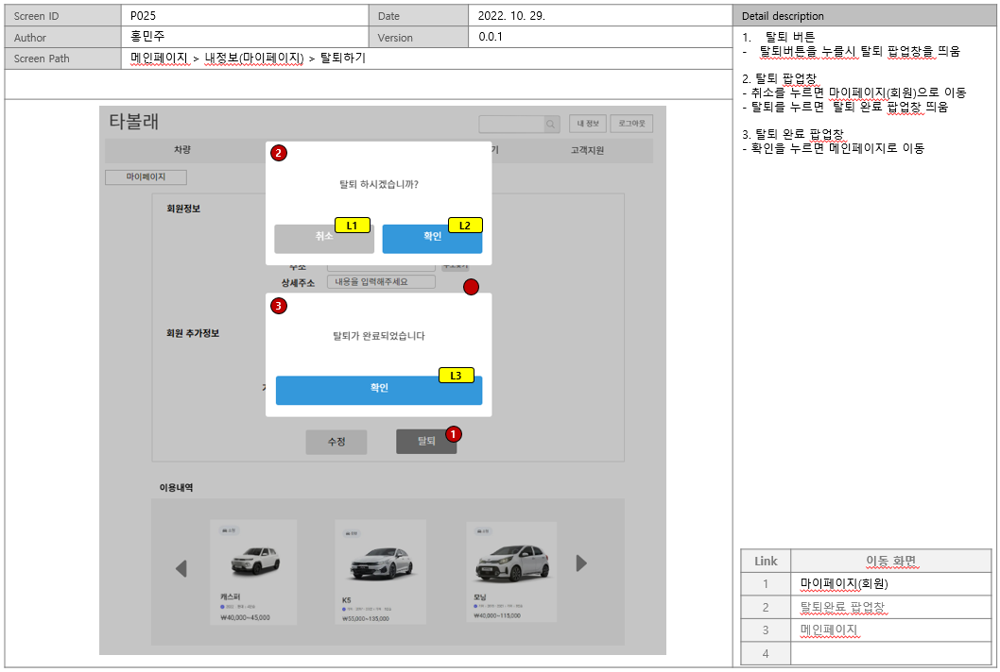 Screen ID P025 Date 2022. 10. 29. Detail description
Author 홍민주 Version 0.0.1
Screen Path 메인페이지 > 내정보(마이페이지) > 탈퇴하기
1. 탈퇴 버튼
- 탈퇴버튼을 누를시 탈퇴 팝업창을 띄움
2. 탈퇴 팝업창
- 취소를 누르면 마이페이지(회원)으로 이동
- 탈퇴를 누르면 탈퇴 완료 팝업창 띄움
3. 탈퇴 완료 팝업창
- 확인을 누르면 메인페이지로 이동
타볼래
내 정보 로그아웃
차량 기 고객지원
마이페이지
회원정보
2
탈퇴 하시겠습니까?
L1 L2
취소 확인
주소
상세주소 내용을 입력해주세요
3
회원 추가정보
탈퇴가 완료되었습니다
L3
확인
수정 탈퇴 1
이용내역
캐스퍼 K5 모닝
₩40,000~45,000 ₩55,000~135,000 ₩40,000~115,000
Link 이동 화면
1 마이페이지(회원)
2 탈퇴완료 팝업창
3 메인페이지
4